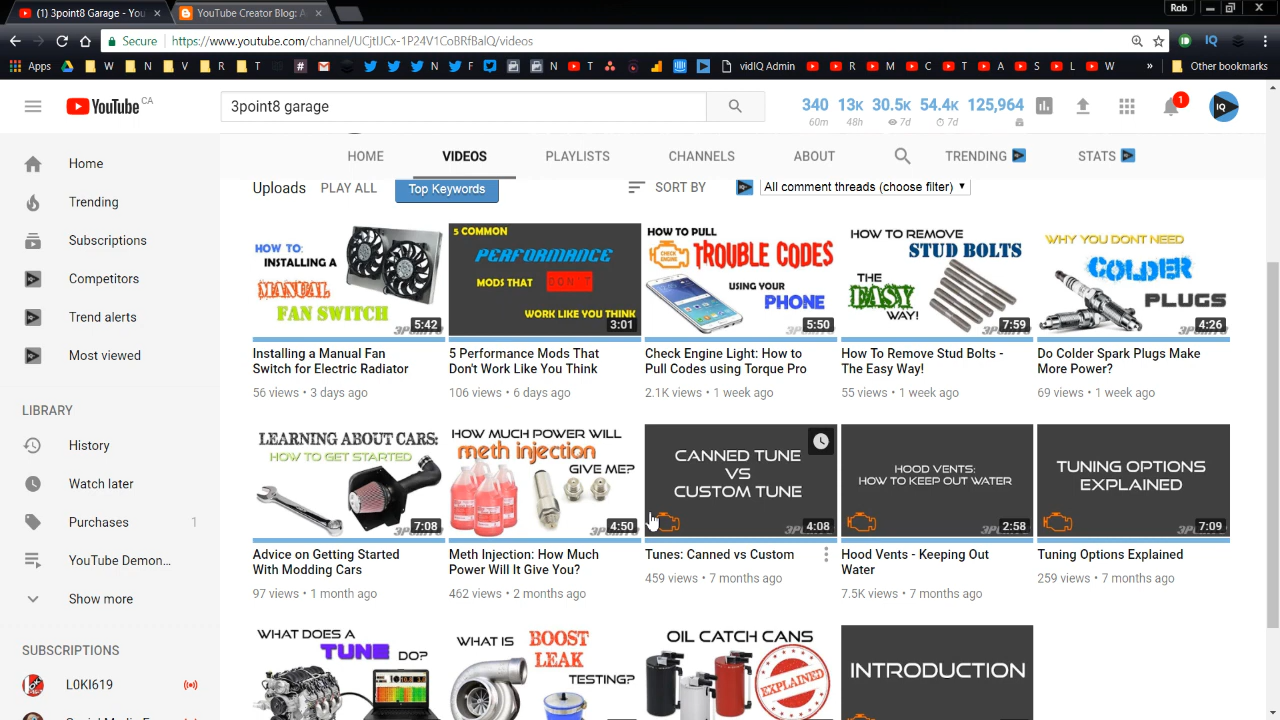 (1) 3point8 Garage - You
YouTube Creator Blog: A
Rob
Secure
https://www.youtube.com/channel/UCjtlJCx-1P24V1CoBRfBalQ/videos
Apps W N V R T T N F N T vidIQ Admin R M C T A S L W » Other bookmarks
YouTube CA
3point8 garage
340 13K 30.5K 54.4K 125,964
60m 48h 7d 7d
1
IQ
HOME VIDEOS PLAYLISTS CHANNELS ABOUT TRENDING STATS
Home
Trending
Subscriptions
Competitors
Trend alerts
Most viewed
LIBRARY
History
Watch later
Purchases 1
YouTube Demon...
Show more
SUBSCRIPTIONS
L0KI619
Uploads PLAY ALL Top Keywords SORT BY All comment threads (choose filter)
HOW TO:
INSTALLING A
MANUAL
FAN SWITCH
5:42
Installing a Manual Fan
Switch for Electric Radiator
56 views • 3 days ago
5 COMMON
PERFORMANCE
MODS THAT DON'T
WORK LIKE YOU THINK
3:01
5 Performance Mods That
Don't Work Like You Think
106 views • 6 days ago
HOW TO PULL
CHECK ENGINE
TROUBLE CODES
USING YOUR
PHONE
5:50
Check Engine Light: How to
Pull Codes using Torque Pro
2.1K views • 1 week ago
HOW TO REMOVE
STUD BOLTS
THE
EASY
WAY!
7:59
How To Remove Stud Bolts -
The Easy Way!
55 views • 1 week ago
WHY YOU DONT NEED
COLDER
PLUGS
4:26
Do Colder Spark Plugs Make
More Power?
69 views • 1 week ago
LEARNING ABOUT CARS:
HOW TO GET STARTED
7:08
Advice on Getting Started
With Modding Cars
97 views • 1 month ago
HOW MUCH POWER WILL
meth injection
GIVE ME?
4:50
Meth Injection: How Much
Power Will It Give You?
462 views • 2 months ago
CANNED TUNE
VS
CUSTOM TUNE
4:08
Tunes: Canned vs Custom
459 views • 7 months ago
HOOD VENTS:
HOW TO KEEP OUT WATER
2:58
Hood Vents - Keeping Out
Water
7.5K views • 7 months ago
TUNING OPTIONS
EXPLAINED
7:09
Tuning Options Explained
259 views • 7 months ago
WHAT DOES A
TUNE DO?
WHAT IS BOOST
LEAK
TESTING?
OIL CATCH CANS
EXPLAINED
INTRODUCTION